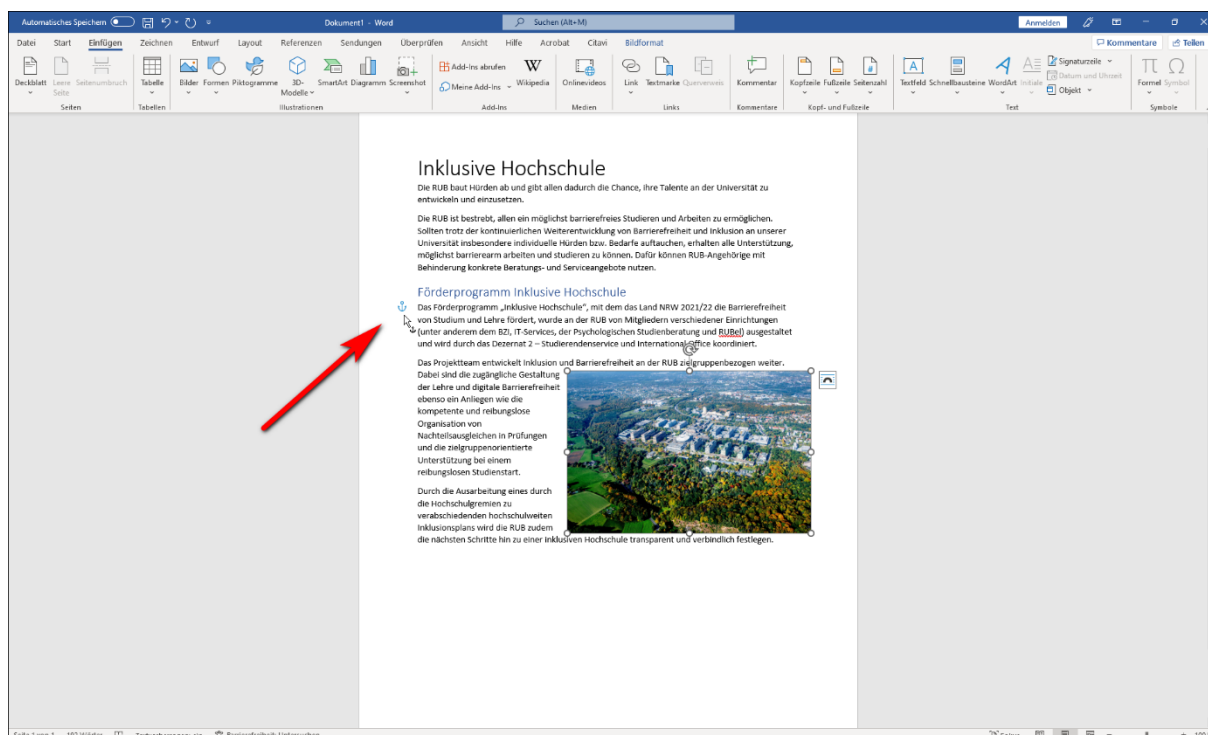 Automatisches Speichern
Dokument1 - Word
Suchen (Alt+M)
Anmelden
Datei Start Einfügen Zeichnen Entwurf Layout Referenzen Sendungen Überprüfen Ansicht Hilfe Acrobat Citavi Bildformat
Kommentare Teilen
Deckblatt Leere Seite Seitenumbruch
Tabelle
Bilder Formen Piktogramme 3D-Modelle SmartArt Diagramm Screenshot
Add-Ins abrufen
Meine Add-Ins
Wikipedia
Onlinevideos
Link Textmarke Querverweis
Kommentar
Kopfzeile Fußzeile Seitenzahl
Textfeld Schnellbausteine WordArt Initiale
Signaturzeile
Datum und Uhrzeit
Objekt
Formel Symbol
Seiten Tabellen Illustrationen Add-Ins Medien Links Kommentare Kopf- und Fußzeile Text Symbole
Inklusive Hochschule
Die RUB baut Hürden ab und gibt allen dadurch die Chance, ihre Talente an der Universität zu
entwickeln und einzusetzen.
Die RUB ist bestrebt, allen ein möglichst barrierefreies Studieren und Arbeiten zu ermöglichen.
Sollten trotz der kontinuierlichen Weiterentwicklung von Barrierefreiheit und Inklusion an unserer
Universität insbesondere individuelle Hürden bzw. Bedarfe auftauchen, erhalten alle Unterstützung,
möglichst barrierearm arbeiten und studieren zu können. Dafür können RUB-Angehörige mit
Behinderung konkrete Beratungs- und Serviceangebote nutzen.
Förderprogramm Inklusive Hochschule
Das Förderprogramm „Inklusive Hochschule“, mit dem das Land NRW 2021/22 die Barrierefreiheit
von Studium und Lehre fördert, wurde an der RUB von Mitgliedern verschiedener Einrichtungen
(unter anderem dem BZI, IT-Services, der Psychologischen Studienberatung und RUBel) ausgestaltet
und wird durch das Dezernat 2 – Studierendenservice und International Office koordiniert.
Das Projektteam entwickelt Inklusion und Barrierefreiheit an der RUB zielgruppenbezogen weiter.
Dabei sind die zugängliche Gestaltung
der Lehre und digitale Barrierefreiheit
ebenso ein Anliegen wie die
kompetente und reibungslose
Organisation von
Nachteilsausgleichen in Prüfungen
und die zielgruppenorientierte
Unterstützung bei einem
reibungslosen Studienstart.
Durch die Ausarbeitung eines durch
die Hochschulgremien zu
verabschiedenden hochschulweiten
Inklusionsplans wird die RUB zudem
die nächsten Schritte hin zu einer Inklusiven Hochschule transparent und verbindlich festlegen.